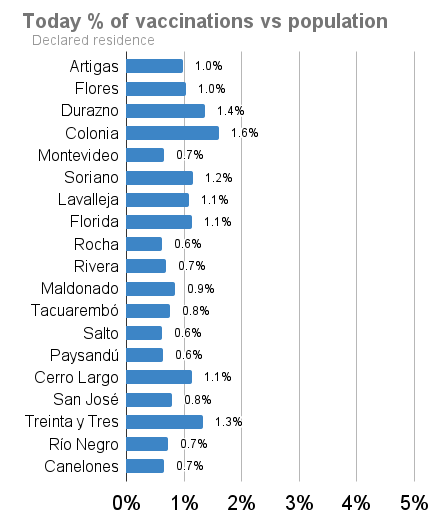 Today % of vaccinations vs population
Declared residence
Artigas 1.0%
Flores 1.0%
Durazno 1.4%
Colonia 1.6%
Montevideo 0.7%
Soriano 1.2%
Lavalleja 1.1%
Florida 1.1%
Rocha 0.6%
Rivera 0.7%
Maldonado 0.9%
Tacuarembó 0.8%
Salto 0.6%
Paysandú 0.6%
Cerro Largo 1.1%
San José 0.8%
Treinta y Tres 1.3%
Río Negro 0.7%
Canelones 0.7%
0% 1% 2% 3% 4% 5%